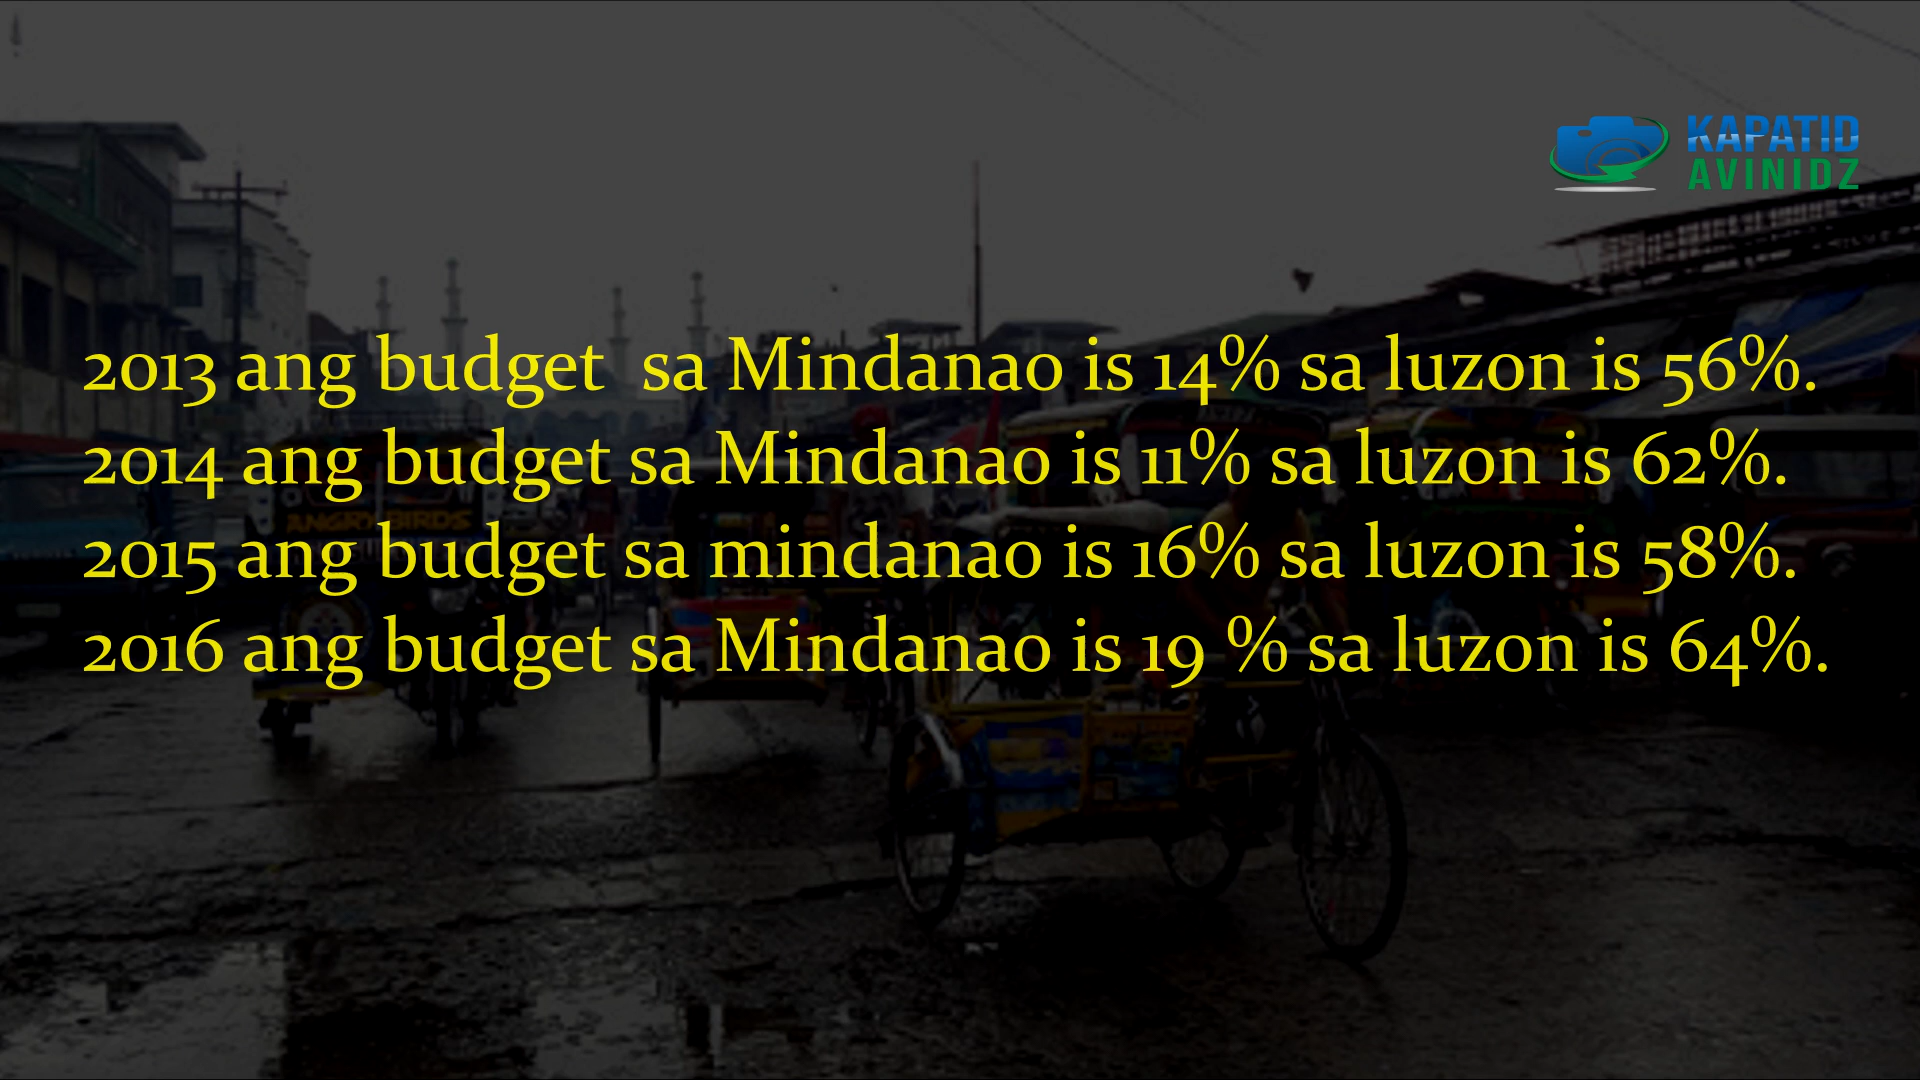 KAPATID
AVINIDZ
2013 ang budget sa Mindanao is 14% sa luzon is 56%.
2014 ang budget sa Mindanao is 11% sa luzon is 62%.
2015 ang budget sa mindanao is 16% sa luzon is 58%.
2016 ang budget sa Mindanao is 19 % sa luzon is 64%.
ANGRY BIRDS